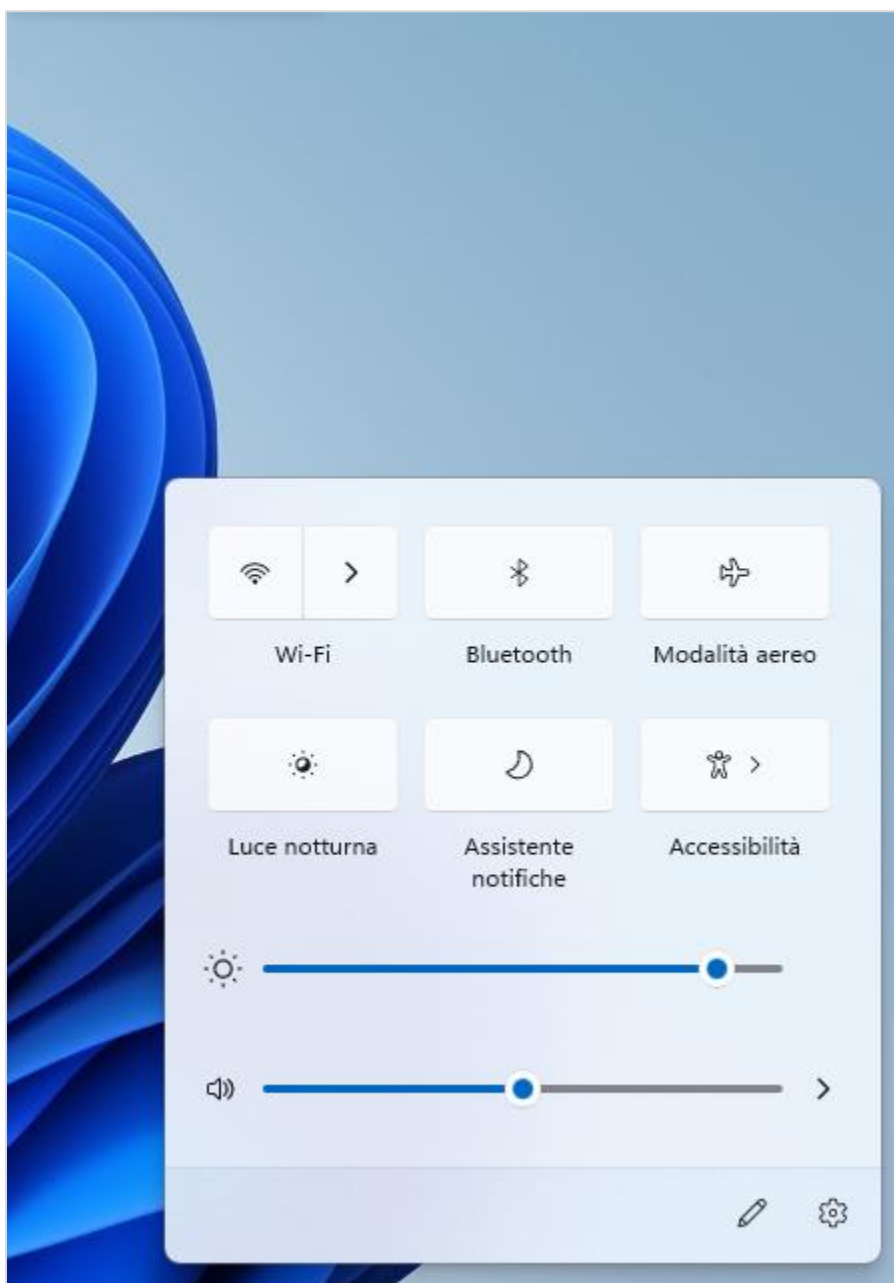 Wi-Fi
Bluetooth
Modalità aereo
Luce notturna
Assistente
notifiche
Accessibilità